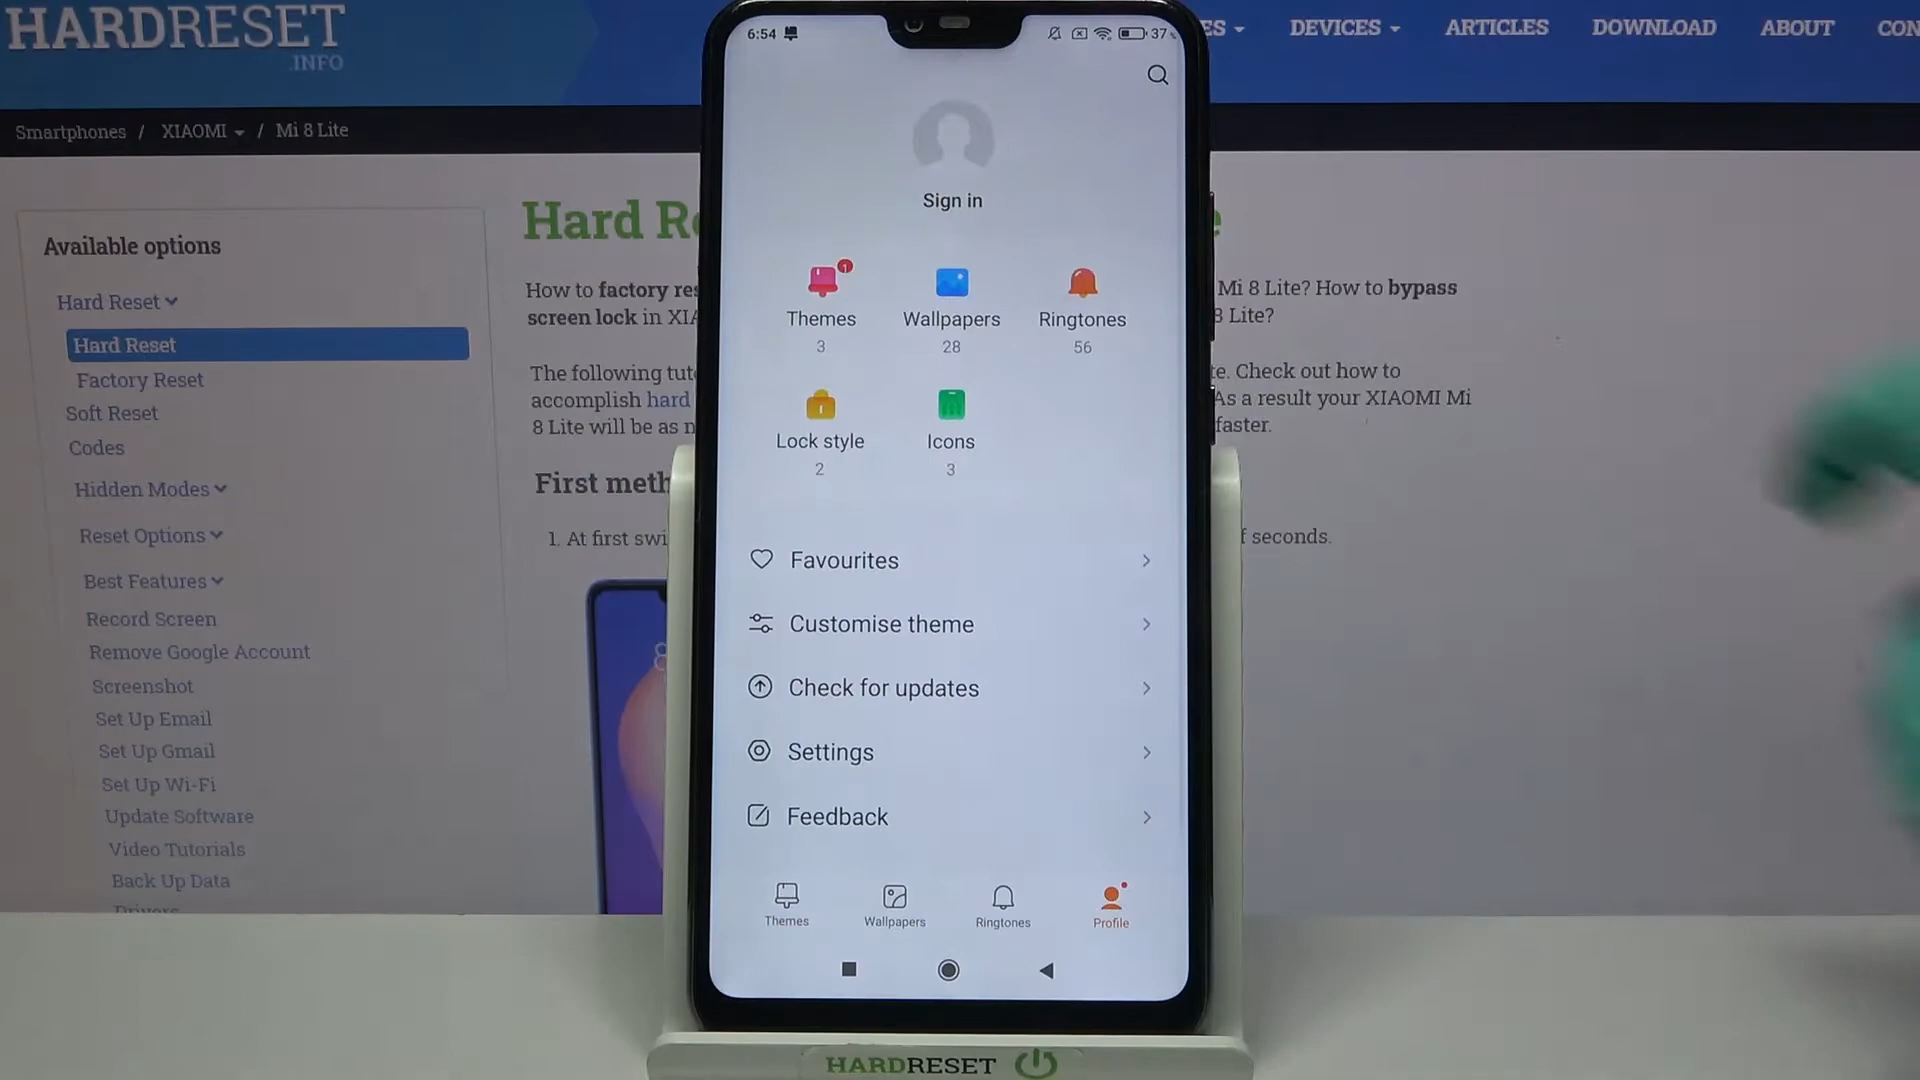 HARDRESET
.INFO
ES
DEVICES
ARTICLES
DOWNLOAD
ABOUT
CON
Smartphones / XIAOMI / Mi 8 Lite
Available options
Hard Reset
Hard Reset
Factory Reset
Soft Reset
Codes
Hidden Modes
Reset Options
Best Features
Record Screen
Remove Google Account
Screenshot
Set Up Email
Set Up Gmail
Set Up Wi-Fi
Update Software
Video Tutorials
Back Up Data
Drivers
Hard Re
e
How to factory res
Mi 8 Lite? How to bypass
screen lock in XIA
8 Lite?
The following tuto
te. Check out how to
accomplish hard
As a result your XIAOMI Mi
8 Lite will be as n
faster.
First meth
1. At first swi
f seconds.
6:54
37
Sign in
1
Themes
3
Wallpapers
28
Ringtones
56
Lock style
2
Icons
3
Favourites
Customise theme
Check for updates
Settings
Feedback
Themes
Wallpapers
Ringtones
Profile
HARDRESET